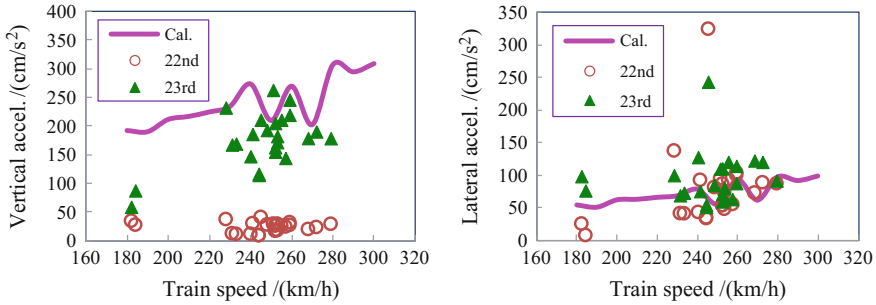 Vertical accel. /(cm/s²)
400
350
300
250
200
150
100
50
0
Cal.
22nd
23rd
160 180 200 220 240 260 280 300 320
Train speed /(km/h)
Lateral accel. /(cm/s²)
350
300
250
200
150
100
50
0
Cal.
22nd
23rd
160 180 200 220 240 260 280 300 320
Train speed /(km/h)